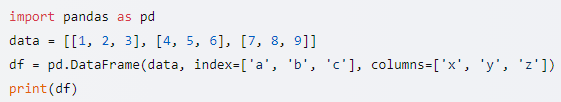 import pandas as pd
data = [[1, 2, 3], [4, 5, 6], [7, 8, 9]]
df = pd.DataFrame(data, index=['a', 'b', 'c'], columns=['x', 'y', 'z'])
print(df)